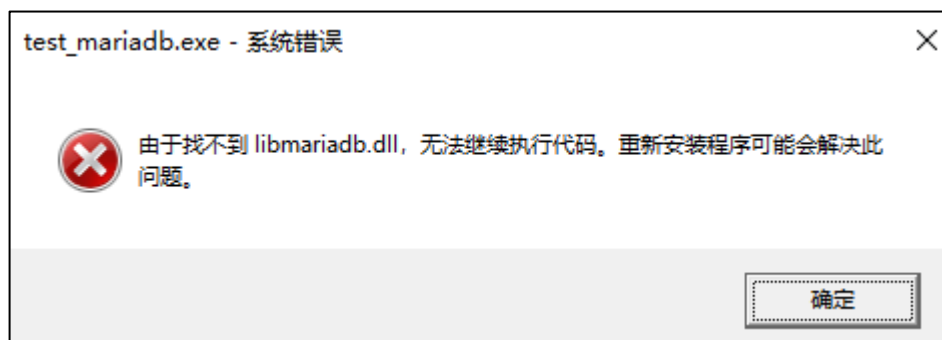 test_mariadb.exe - 系统错误
由于找不到 libmariadb.dll，无法继续执行代码。重新安装程序可能会解决此
问题。
确定